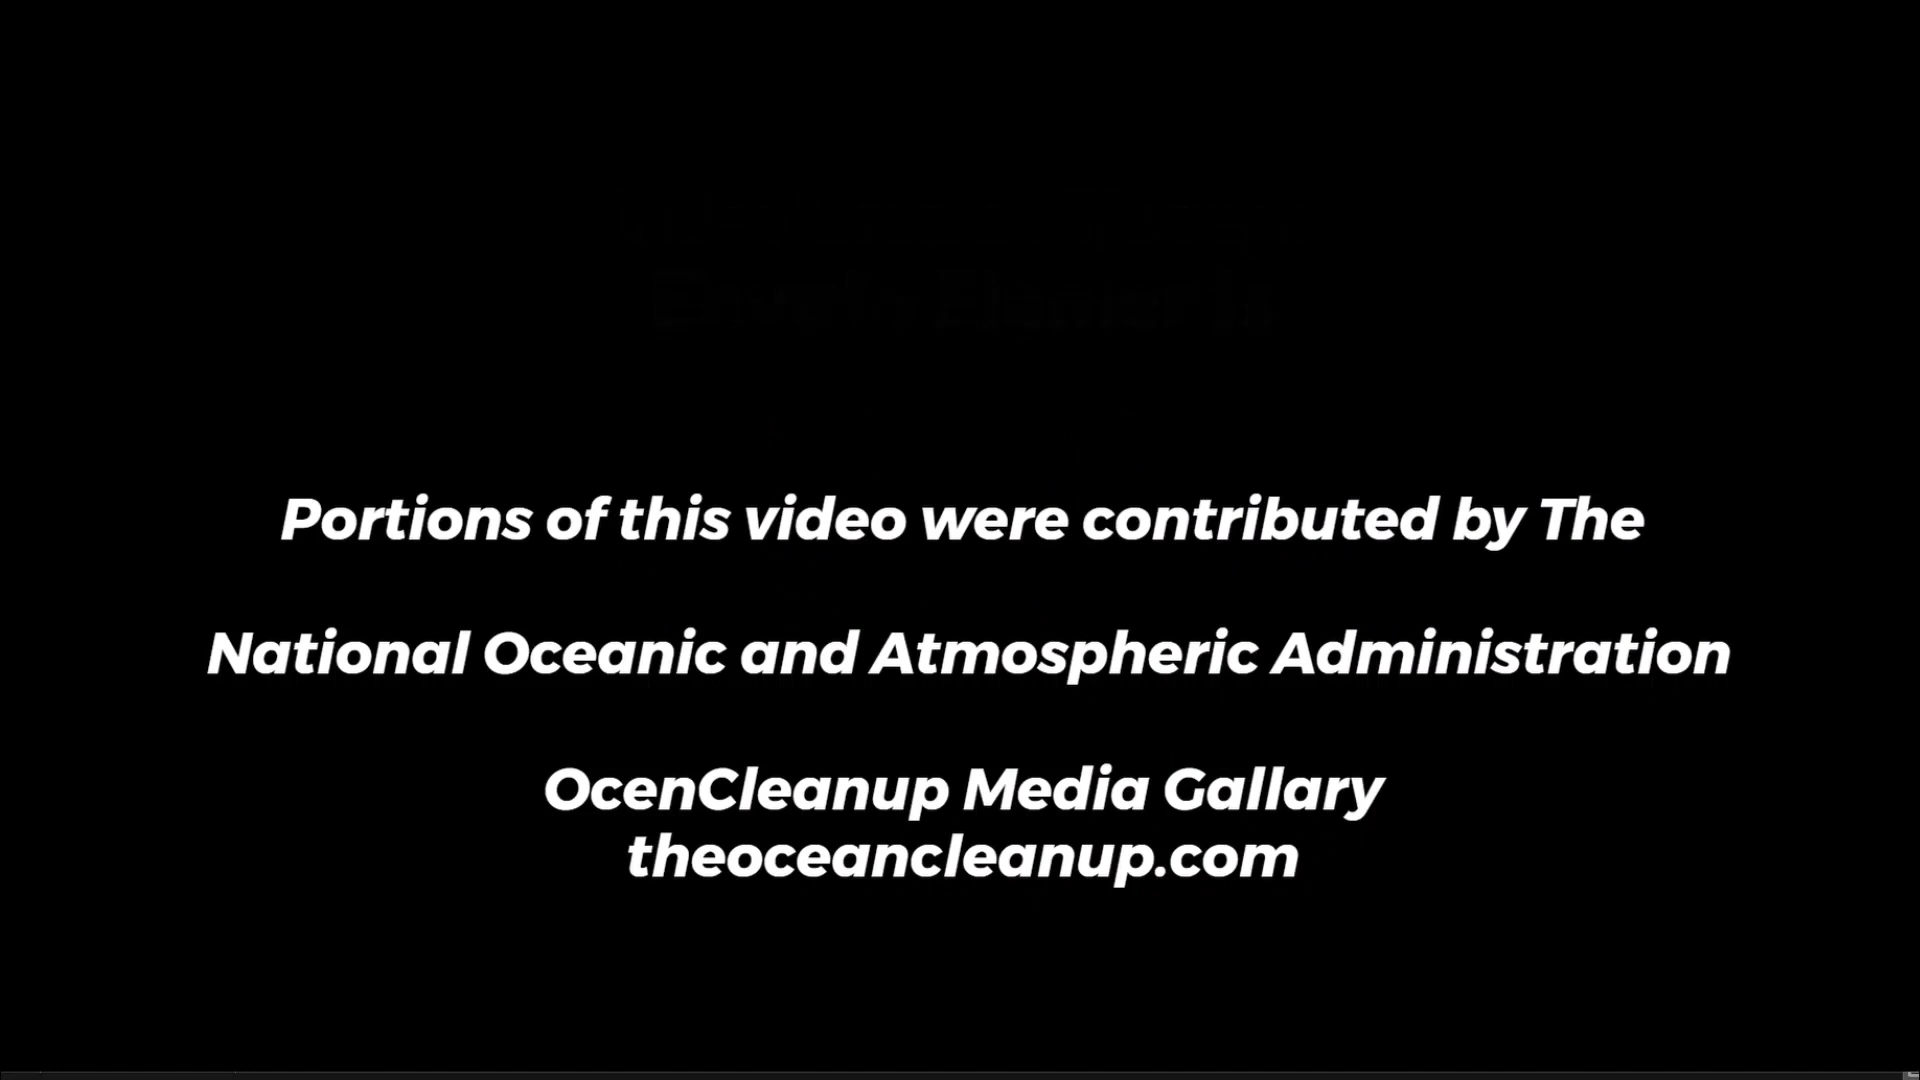 Portions of this video were contributed by The
National Oceanic and Atmospheric Administration
OcenCleanup Media Gallary
theoceancleanup.com